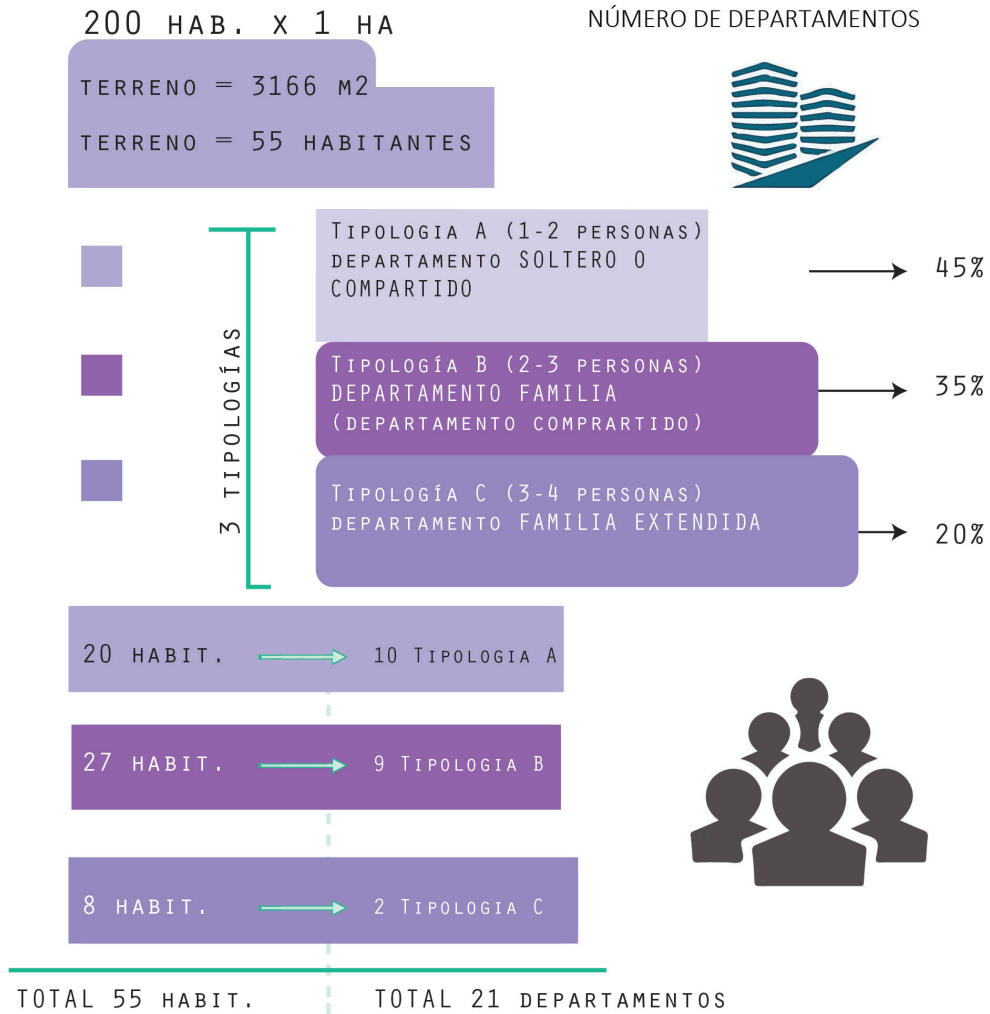 200 HAB. X 1 HA
NÚMERO DE DEPARTAMENTOS
TERRENO = 3166 M2
TERRENO = 55 HABITANTES
3 TIPOLOGÍAS
TIPOLOGIA A (1-2 PERSONAS)
DEPARTAMENTO SOLTERO O
COMPARTIDO
45%
TIPOLOGÍA B (2-3 PERSONAS)
DEPARTAMENTO FAMILIA
(DEPARTAMENTO COMPRARTIDO)
35%
TIPOLOGÍA C (3-4 PERSONAS)
DEPARTAMENTO FAMILIA EXTENDIDA
20%
20 HABIT.
10 TIPOLOGIA A
27 HABIT.
9 TIPOLOGIA B
8 HABIT.
2 TIPOLOGIA C
TOTAL 55 HABIT.
TOTAL 21 DEPARTAMENTOS